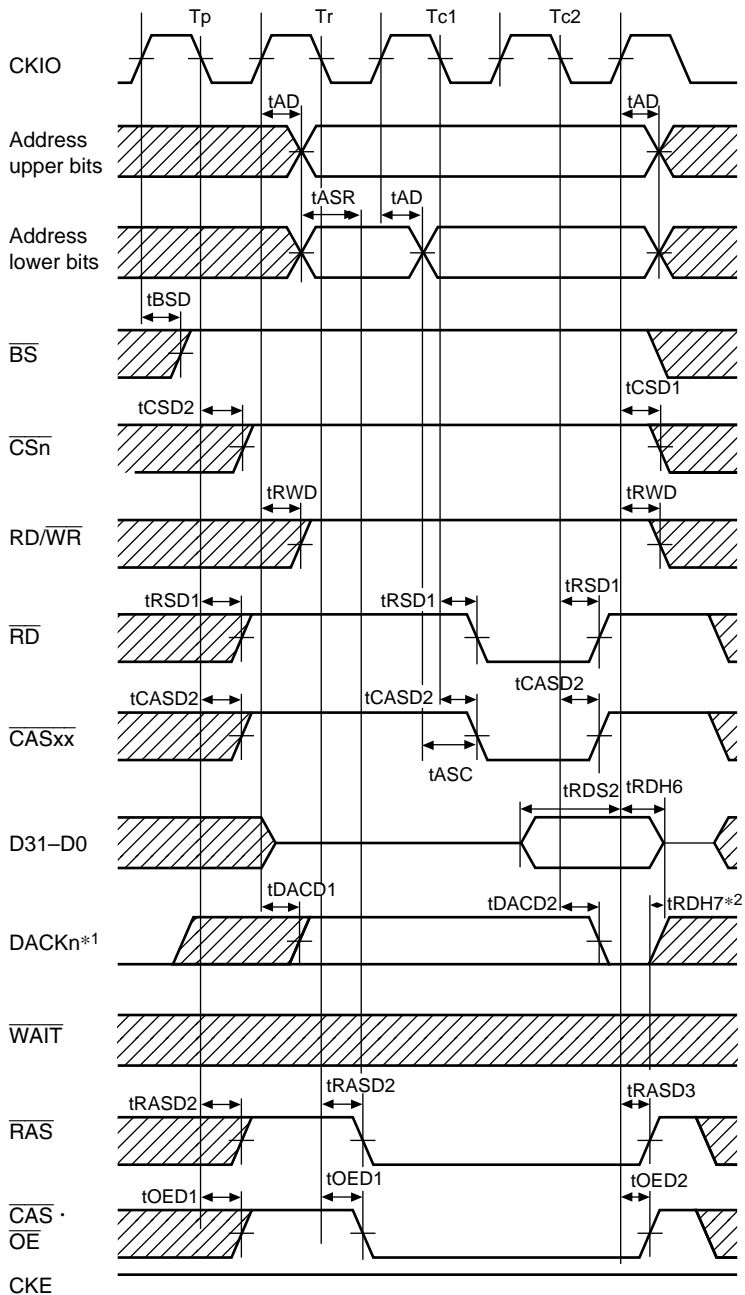 Tp Tr Tc1 Tc2
CKIO
tAD tAD
Address
upper bits
tASR tAD
Address
lower bits
tBSD
BS
tCSD2 tCSD1
CSn
tRWD tRWD
RD/WR
tRSD1 tRSD1 tRSD1
RD
tCASD2 tCASD2 tCASD2
CASxx
tASC
tRDS2 tRDH6
D31–D0
tDACD1 tDACD2 tRDH7*2
DACKn*1
WAIT
tRASD2 tRASD2 tRASD3
RAS
tOED1 tOED1 tOED2
CAS ·
OE
CKE